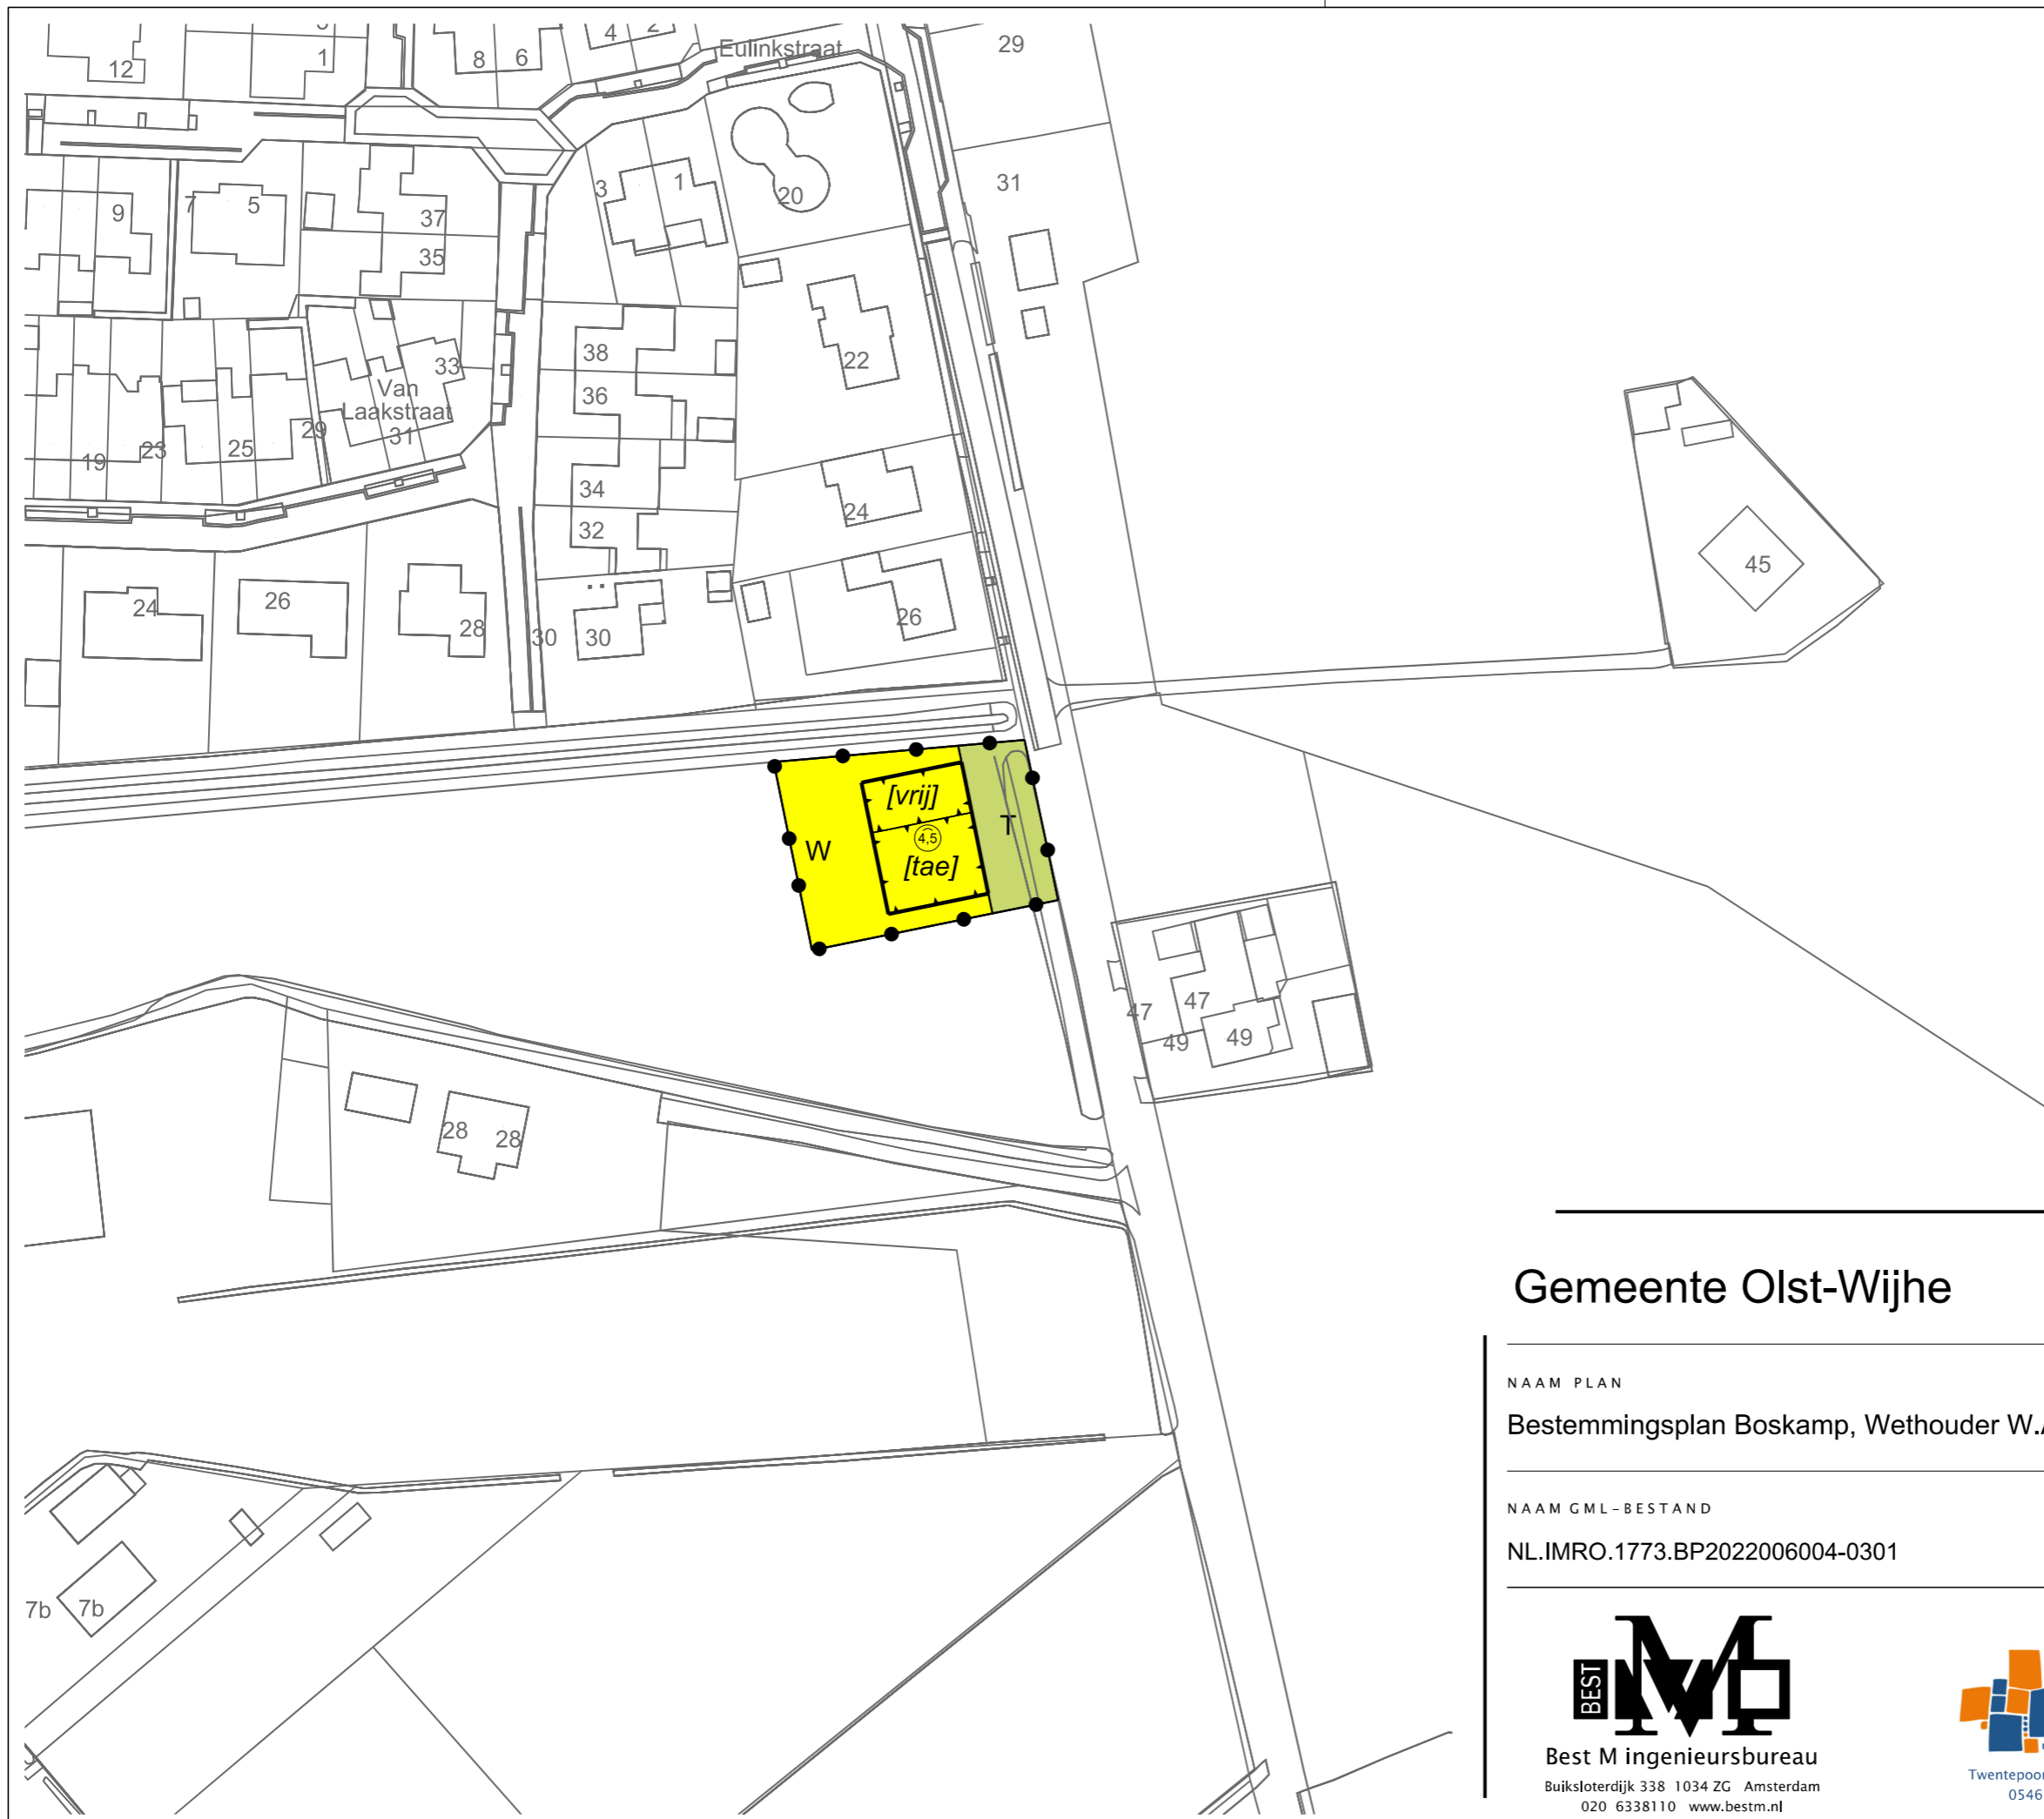 4 2
Eulinkstraat
29
12
1
8 6
3 1
20
31
9
7 5
37
35
38
22
33
Van
Laakstraat
36
31
29
19 23 25
34
24
32
45
24
26
28
30 30
26
[vrij]
4,5
T
W
[tae]
47 47
49 49
28 28
Gemeente Olst-Wijhe
NAAM PLAN
Bestemmingsplan Boskamp, Wethouder W.
NAAM GML-BESTAND
NL.IMRO.1773.BP2022006004-0301
7b 7b
BEST
M
Best M ingenieursbureau
Buiksloterdijk 338 1034 ZG Amsterdam
020 6338110 www.bestm.nl
0546